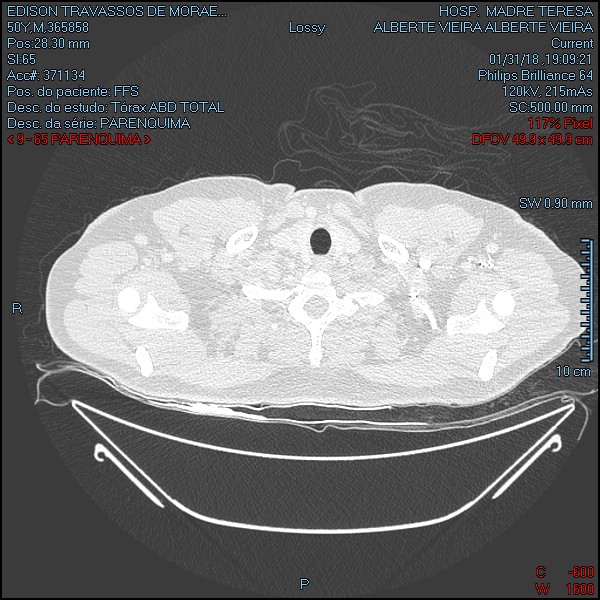 EDISON TRAVASSOS DE MORAE...
50Y,M,365858
Pos:28.30 mm
SI:65
Acc#: 371134
Pos. do paciente: FFS
Desc. do estudo: Tórax ABD TOTAL
Desc. da série: PARENQUIMA
< 9 - 65 PARENQUIMA >
Lossy
HOSP. MADRE TERESA
ALBERTE VIEIRA ALBERTE VIEIRA
Current
01/31/18 ,19:09:21
Philips Brilliance 64
120kV, 215mAs
SC:500.00 mm
117% Pixel
DFOV 49.9 x 49.9 cm
SW 0.90 mm
R
10 cm
P
C -600
W 1600